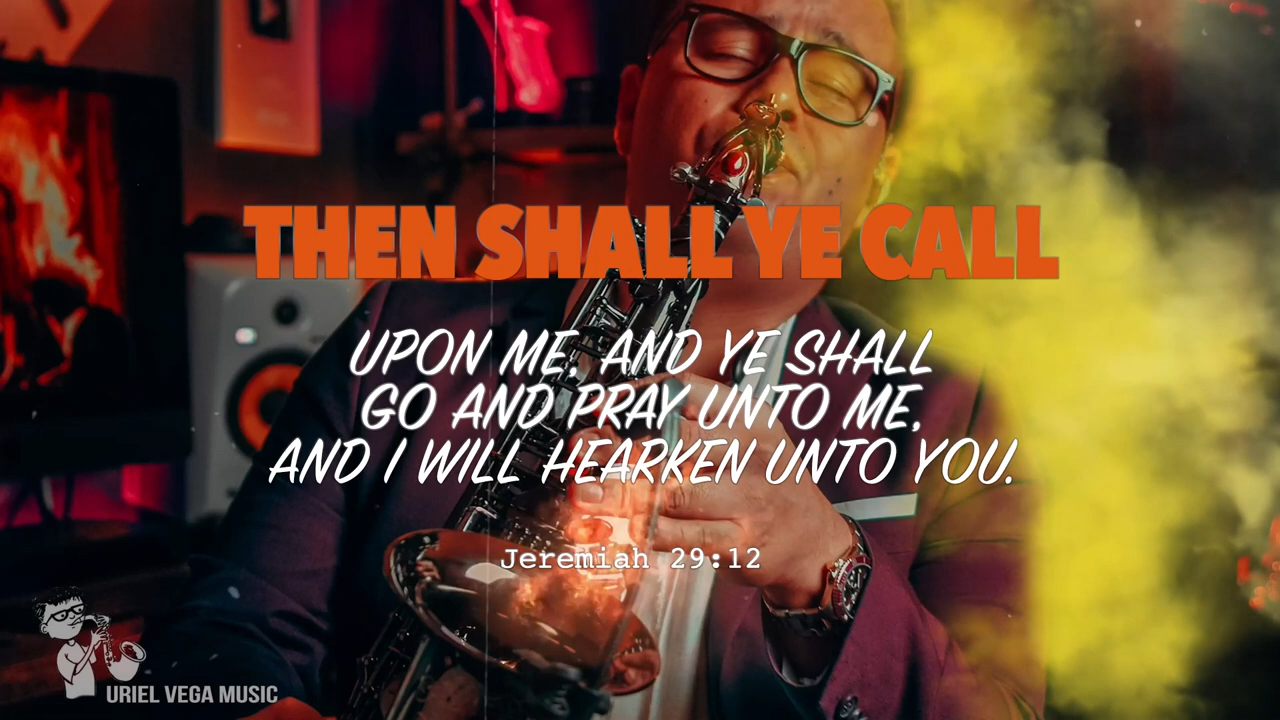 THEN SHALL YE CALL
UPON ME, AND YE SHALL
GO AND PRAY UNTO ME,
AND I WILL HEARKEN UNTO YOU.
Jeremiah 29:12
URIEL VEGA MUSIC